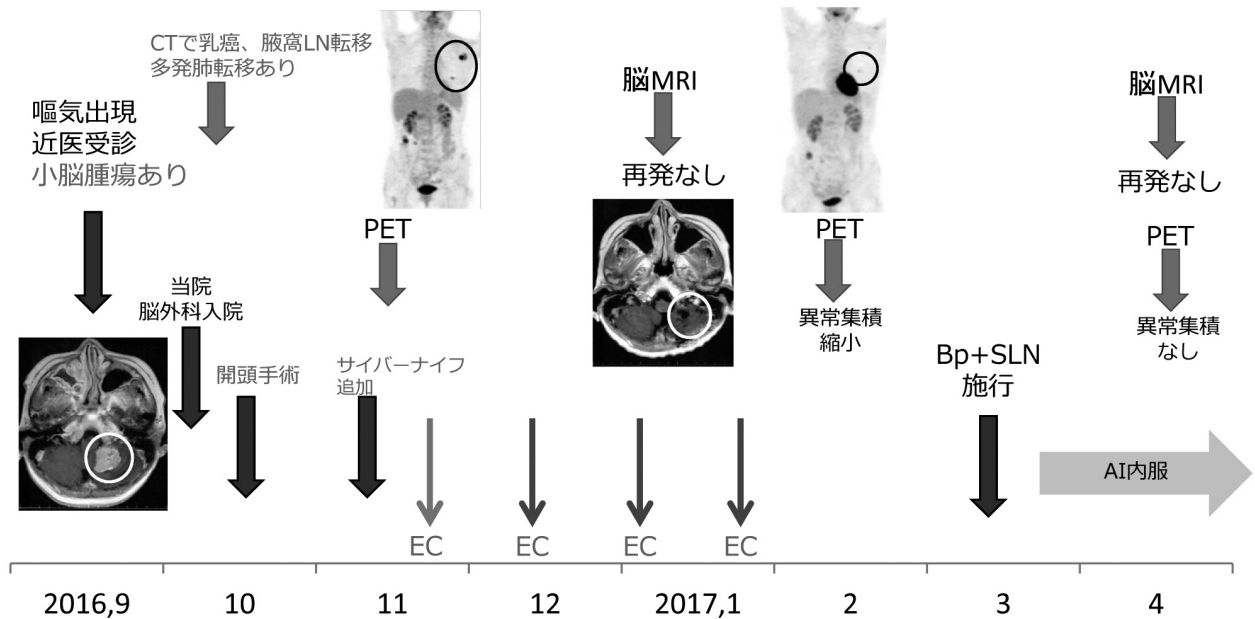 CTで乳癌、腋窩LN転移
多発肺転移あり
嘔気出現
近医受診
小脳腫瘍あり
当院
脳外科入院
開頭手術
PET
サイバーナイフ
追加
脳MRI
再発なし
PET
異常集積
縮小
Bp+SLN
施行
脳MRI
再発なし
PET
異常集積
なし
AI内服
EC
EC
EC
EC
2016,9
10
11
12
2017,1
2
3
4